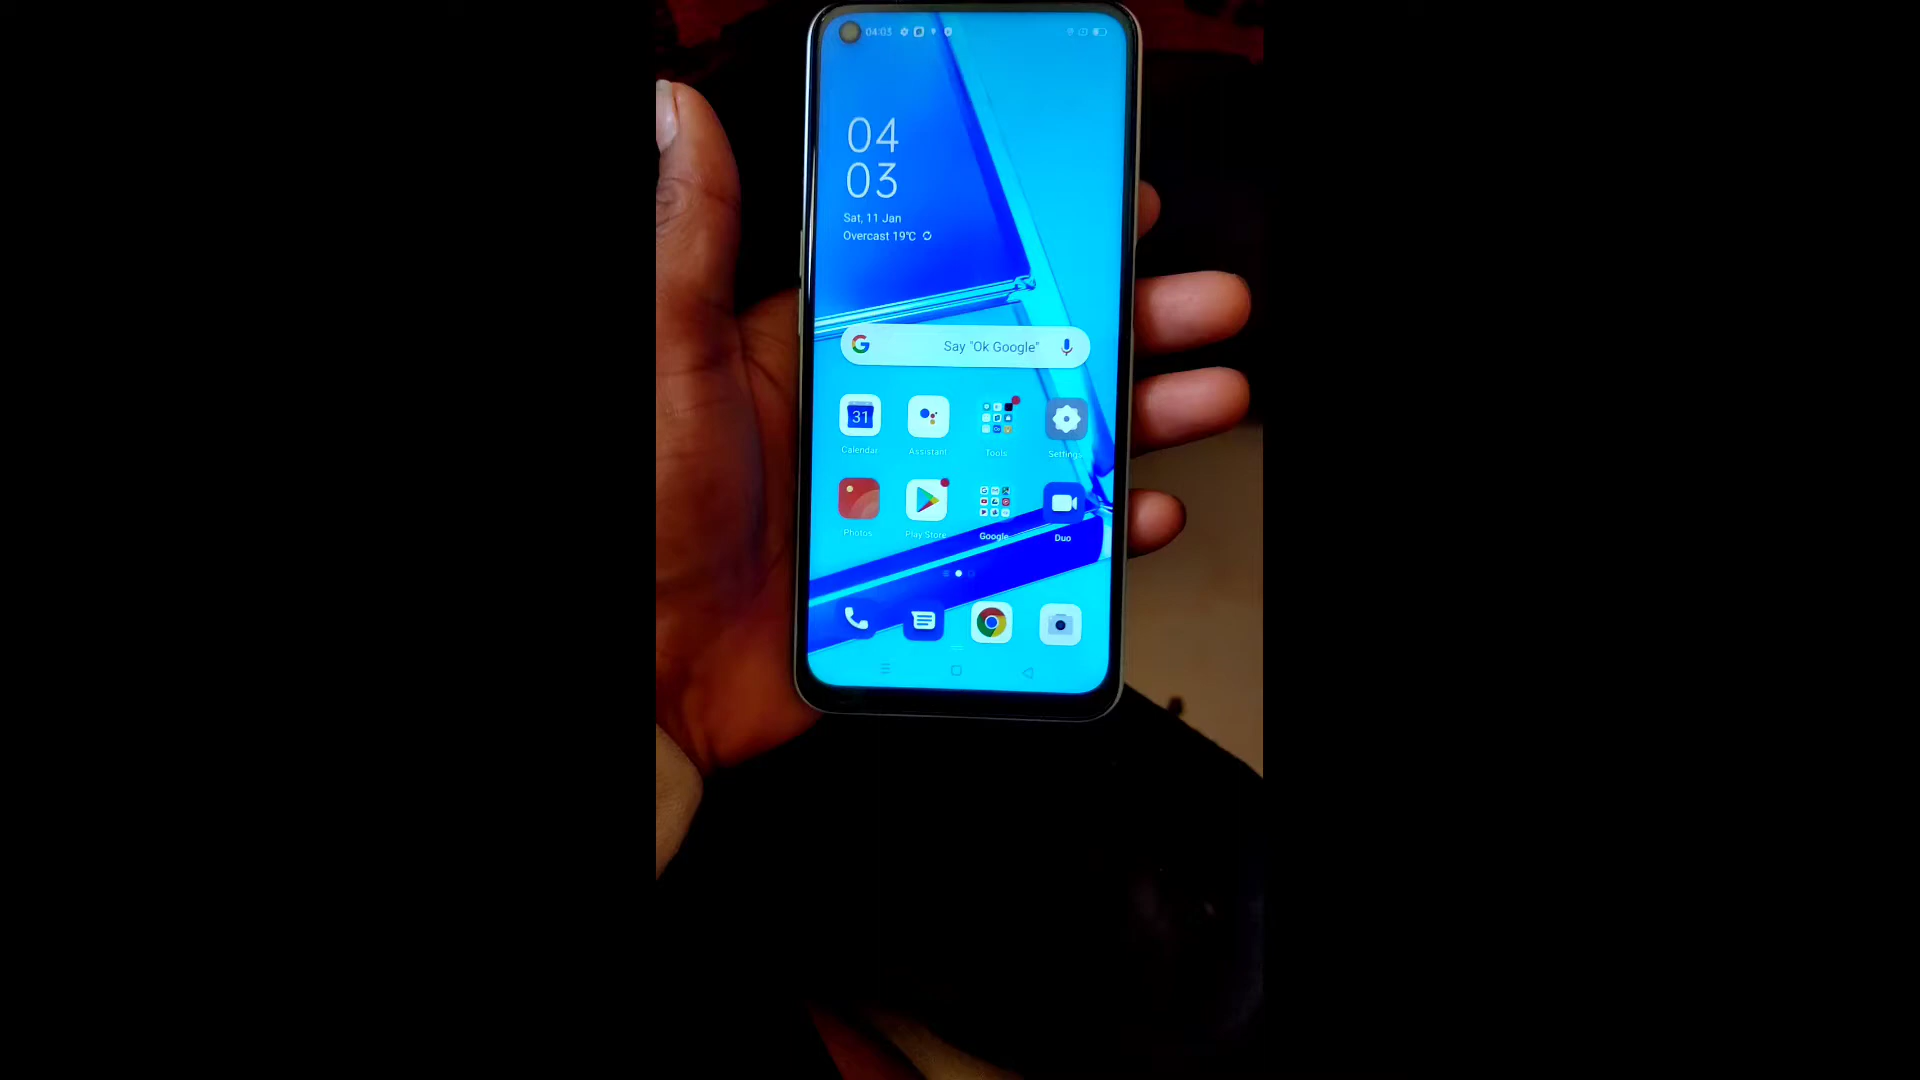 04:03
04
03
Sat, 11 Jan
Overcast 19℃
G Say "Ok Google"
31
Calendar Assistant Tools Settings
Photos Play Store Google Duo